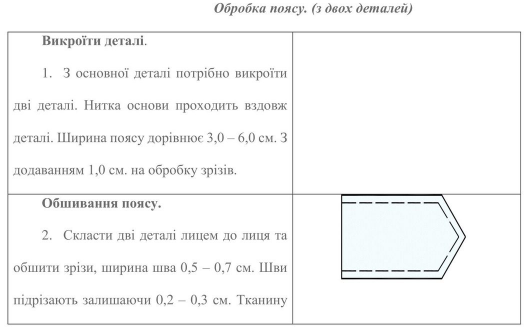 Обробка поясу. (з двох деталей)
Викроїти деталі.
1. З основної деталі потрібно викроїти
дві деталі. Нитка основи проходить вздовж
деталі. Ширина поясу дорівнює 3,0 – 6,0 см. З
додаванням 1,0 см. на обробку зрізів.
Обшивання поясу.
2. Скласти дві деталі лицем до лиця та
обшити зрізи, ширина шва 0,5 – 0,7 см. Шви
підрізають залишаючи 0,2 – 0,3 см. Тканину